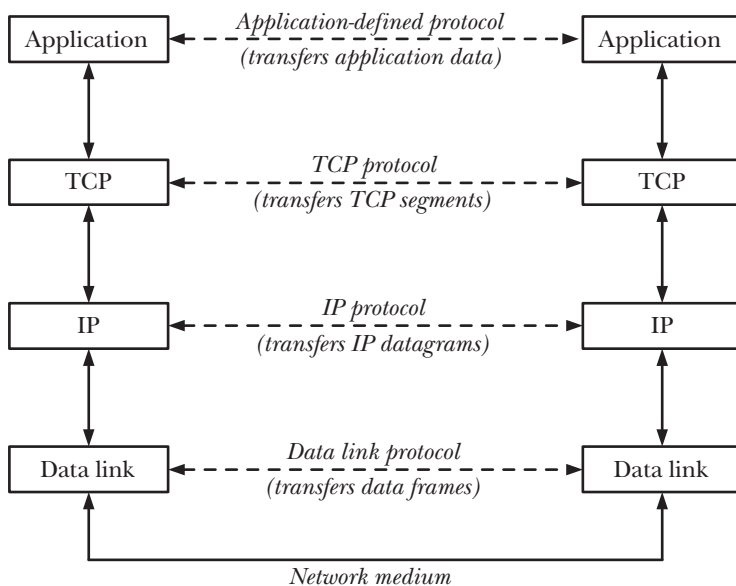 Application-defined protocol
Application
Application
(transfers application data)
TCP protocol
TCP
TCP
(transfers TCP segments)
IP protocol
IP
IP
(transfers IP datagrams)
Data link protocol
Data link
Data link
(transfers data frames)
Network medium